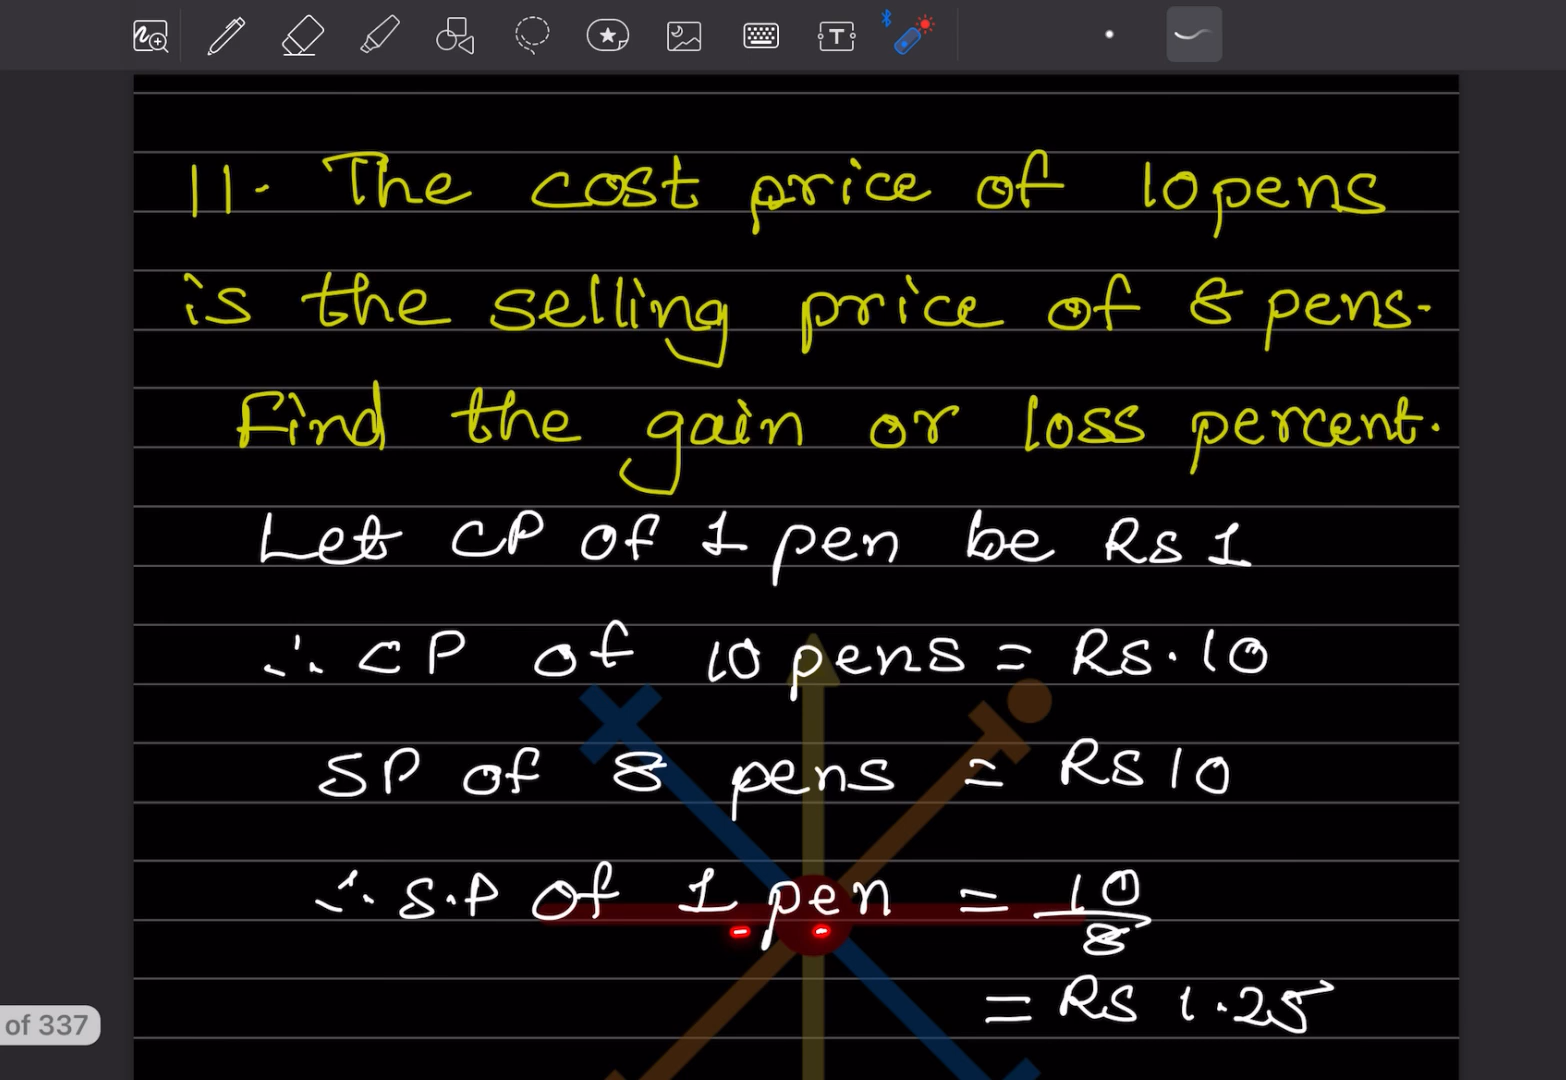 11. The cost price of 10 pens
is the selling price of 8 pens.
Find the gain or loss percent.
Let CP of 1 pen be Rs 1
∴ CP of 10 pens = Rs. 10
SP of 8 pens = Rs 10
∴ S.P of 1 pen = 10/8
= Rs 1.25
of 337